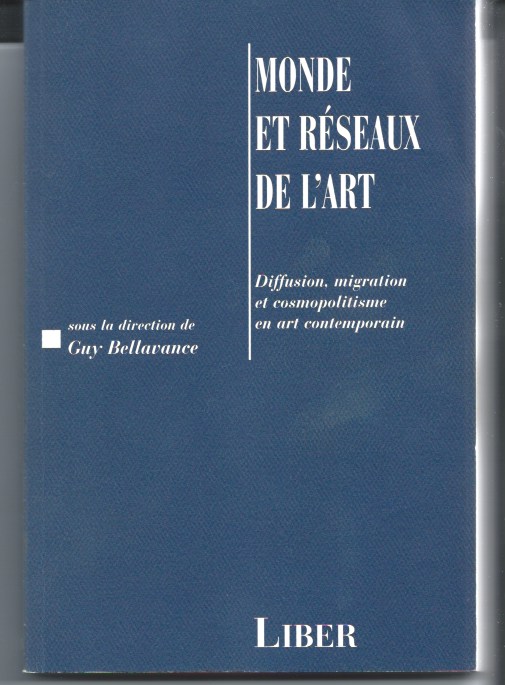 MONDE
ET RÉSEAUX
DE L'ART
Diffusion, migration
et cosmopolitisme
en art contemporain
sous la direction de
Guy Bellavance
LIBER